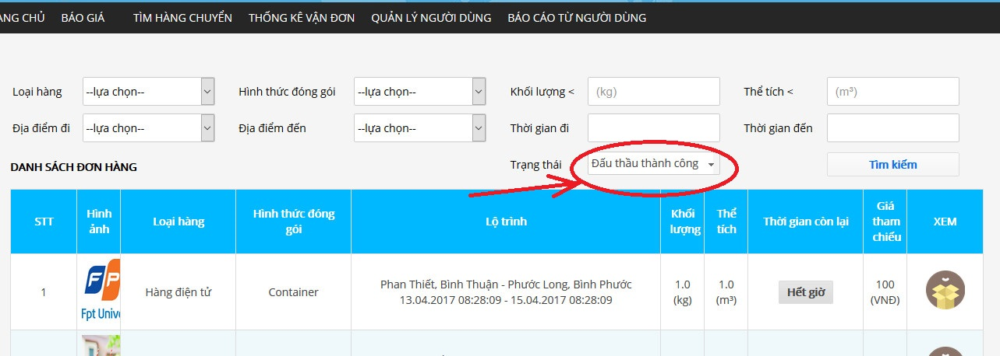 ANG CHỦ BÁO GIÁ TÌM HÀNG CHUYỂN THỐNG KÊ VẬN ĐƠN QUẢN LÝ NGƯỜI DÙNG BÁO CÁO TỪ NGƯỜI DÙNG
Loại hàng --lựa chọn-- Hình thức đóng gói --lựa chọn-- Khối lượng < (kg) Thể tích < (m³)
Địa điểm đi --lựa chọn-- Địa điểm đến --lựa chọn-- Thời gian đi Thời gian đến
DANH SÁCH ĐƠN HÀNG Trạng thái Đấu thầu thành công Tìm kiếm
STT Hình ảnh Loại hàng Hình thức đóng gói Lộ trình Khối lượng Thể tích Thời gian còn lại Giá tham chiếu XEM
1 FP Fpt Unive Hàng điện tử Container Phan Thiết, Bình Thuận - Phước Long, Bình Phước 1.0 (kg) 1.0 (m³) Hết giờ 100 (VNĐ)
13.04.2017 08:28:09 - 15.04.2017 08:28:09